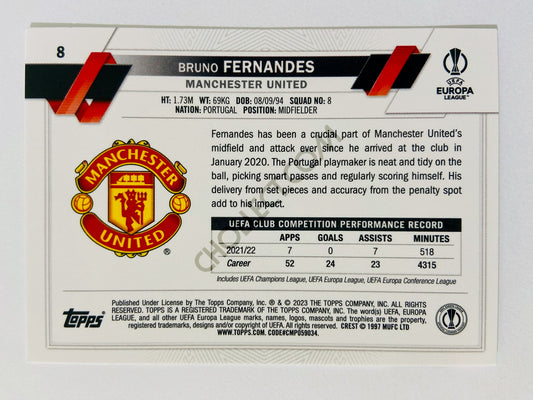 8
BRUNO FERNANDES
MANCHESTER UNITED
HT: 1.73M WT: 69KG DOB: 08/09/94 SQUAD NO: 8
NATION: PORTUGAL POSITION: MIDFIELDER
UEFA
EUROPA
LEAGUE™
MANCHESTER
UNITED
®
Fernandes has been a crucial part of Manchester United's
midfield and attack ever since he arrived at the club in
January 2020. The Portugal playmaker is neat and tidy on the
ball, picking smart passes and regularly scoring himself. His
delivery from set pieces and accuracy from the penalty spot
add to his impact.
UEFA CLUB COMPETITION PERFORMANCE RECORD
APPS GOALS ASSISTS MINUTES
2021/22 7 0 7 518
Career 52 24 23 4315
Includes UEFA Champions League, UEFA Europa League, UEFA Europa Conference League
Topps
Published Under License by The Topps Company, Inc. ® & © 2023 THE TOPPS COMPANY, INC. ALL RIGHTS
RESERVED. TOPPS IS A REGISTERED TRADEMARK OF THE TOPPS COMPANY, INC. The word(s) UEFA, EUROPA
LEAGUE, and all other UEFA Europa League marks, names, logos, mascots and trophies are the property,
registered trademarks, designs and/or copyright of UEFA. All rights reserved. CREST © 1997 MUFC LTD
WWW.TOPPS.COM. CODE#CMP059034.